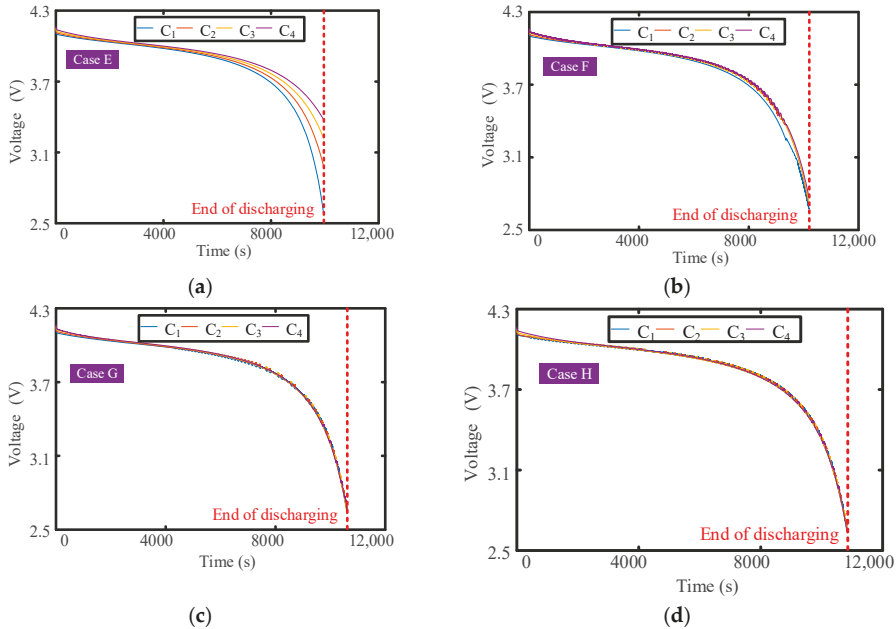 4.3
3.7
3.1
2.5
Voltage (V)
C1 C2 C3 C4
Case E
End of discharging
0 4000 8000 12,000
Time (s)
(a)
4.3
3.7
3.1
2.5
Voltage (V)
C1 C2 C3 C4
Case F
End of discharging
0 4000 8000 12,000
Time (s)
(b)
4.3
3.7
3.1
2.5
Voltage (V)
C1 C2 C3 C4
Case G
End of discharging
0 4000 8000 12,000
Time (s)
(c)
4.3
3.7
3.1
2.5
Voltage (V)
C1 C2 C3 C4
Case H
End of discharging
0 4000 8000 12,000
Time (s)
(d)